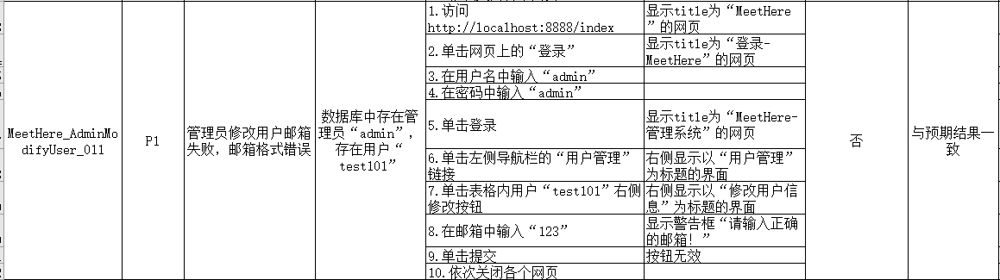 MeetHere_AdminMo
difyUser_011
P1
管理员修改用户邮箱
失败，邮箱格式错误
数据库中存在管
理员“admin”，
存在用户“
test101”
1.访问
http://localhost:8888/index
显示title为“MeetHere
”的网页
2.单击网页上的“登录”
显示title为“登录-
MeetHere”的网页
3.在用户名中输入“admin”
4.在密码中输入“admin”
5.单击登录
显示title为“MeetHere-
管理系统”的网页
6.单击左侧导航栏的“用户管理”
链接
右侧显示以“用户管理”
为标题的界面
7.单击表格内用户“test101”右侧
修改按钮
右侧显示以“修改用户信
息”为标题的界面
8.在邮箱中输入“123”
显示警告框“请输入正确
的邮箱！”
9.单击提交
按钮无效
10.依次关闭各个网页
否
与预期结果一
致